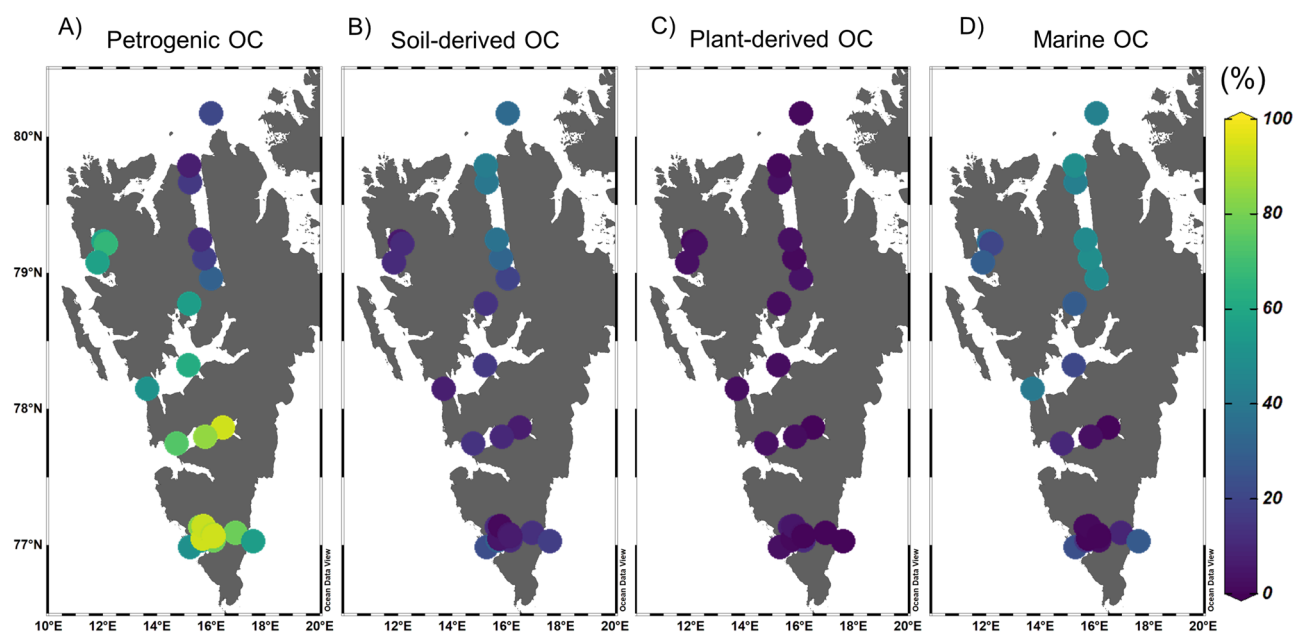 A) Petrogenic OC
B) Soil-derived OC
C) Plant-derived OC
D) Marine OC
(%)
80°N
79°N
78°N
77°N
10°E 12°E 14°E 16°E 18°E 20°E
12°E 14°E 16°E 18°E 20°E
12°E 14°E 16°E 18°E 20°E
12°E 14°E 16°E 18°E 20°E
Ocean Data View
Ocean Data View
Ocean Data View
Ocean Data View
100
80
60
40
20
0